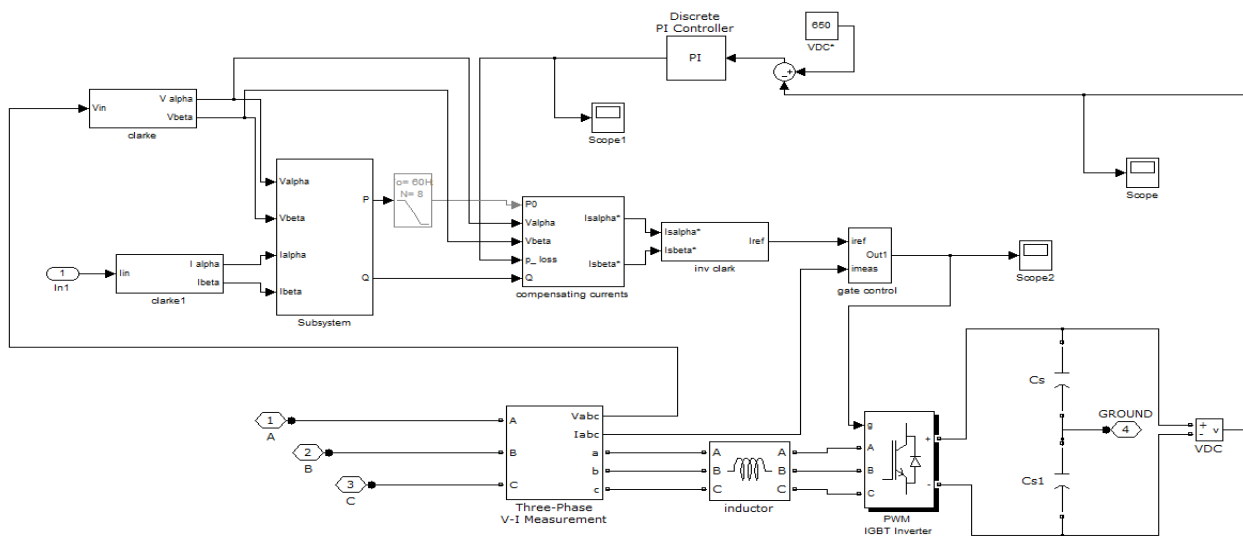 Discrete
PI Controller
PI
650
VDC*
Scope1
Scope
Vin
V alpha
Vbeta
clarke
Valpha
Vbeta
Ialpha
Ibeta
P
Q
Subsystem
o= 60H
N= 8
1
In1
Iin
I alpha
Ibeta
clarke1
P0
Valpha
Vbeta
p_ loss
Q
Isalpha*
Isbeta*
compensating currents
Isalpha*
Isbeta*
Iref
inv clark
iref
imeas
Out1
gate control
Scope2
1
A
2
B
3
C
A
B
C
Vabc
Iabc
a
b
c
Three-Phase
V-I Measurement
A
B
C
A
B
C
inductor
g
A
B
C
+
-
PWM
IGBT Inverter
Cs
Cs1
GROUND
4
+
-
v
VDC